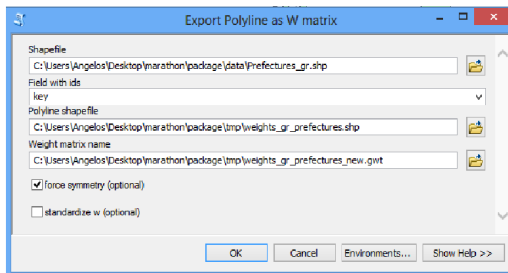 Export Polyline as W matrix
Shapefile
C:\Users\Angelos\Desktop\marathon\package\data\Prefectures_gr.shp
Field with ids
key
Polyline shapefile
C:\Users\Angelos\Desktop\marathon\package\tmp\weights_gr_prefectures.shp
Weight matrix name
C:\Users\Angelos\Desktop\marathon\package\tmp\weights_gr_prefectures_new.gwt
force symmetry (optional)
standardize w (optional)
OK Cancel Environments... Show Help >>